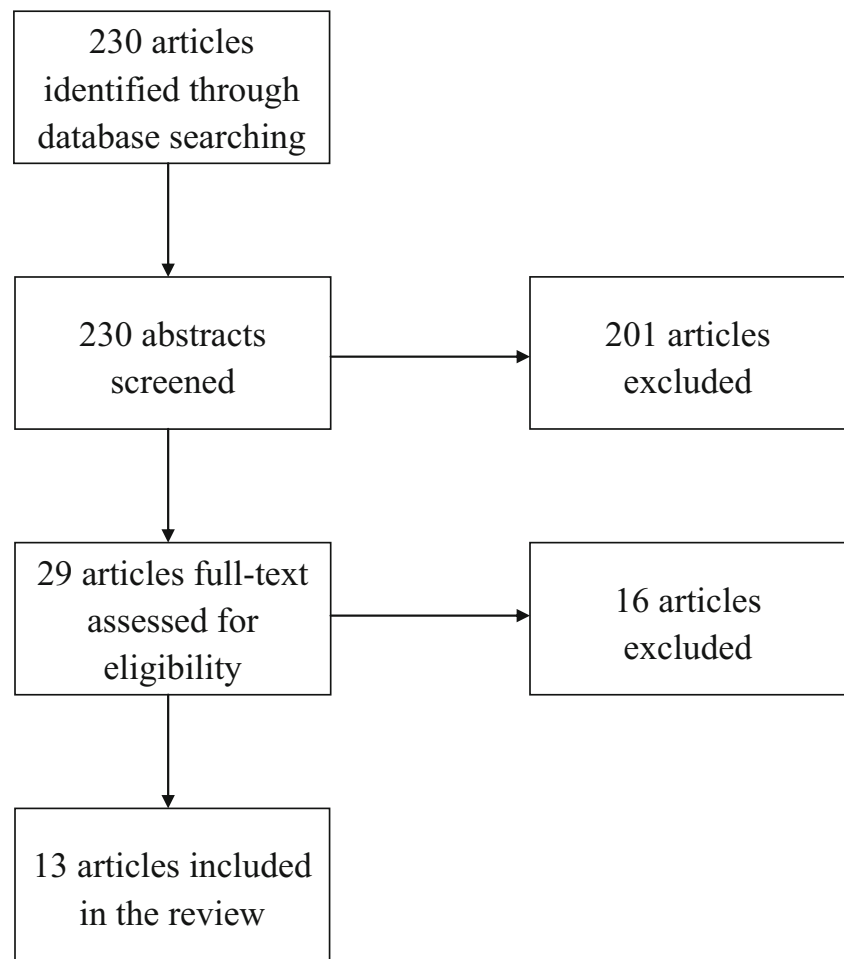 230 articles
identified through
database searching
230 abstracts
screened
201 articles
excluded
29 articles full-text
assessed for
eligibility
16 articles
excluded
13 articles included
in the review